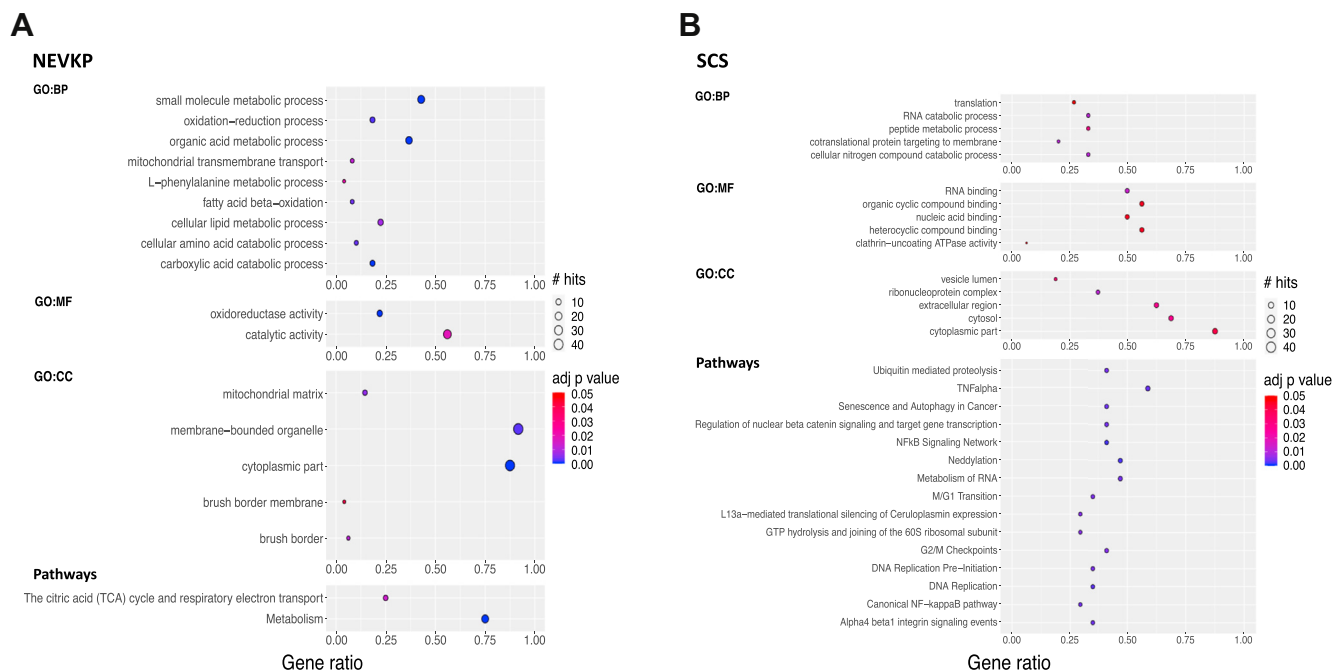 A
NEVKP
GO:BP
small molecule metabolic process
oxidation−reduction process
organic acid metabolic process
mitochondrial transmembrane transport
L−phenylalanine metabolic process
fatty acid beta−oxidation
cellular lipid metabolic process
cellular amino acid catabolic process
carboxylic acid catabolic process
0.00 0.25 0.50 0.75 1.00
GO:MF
oxidoreductase activity
catalytic activity
0.00 0.25 0.50 0.75 1.00
GO:CC
mitochondrial matrix
membrane−bounded organelle
cytoplasmic part
brush border membrane
brush border
0.00 0.25 0.50 0.75 1.00
Pathways
The citric acid (TCA) cycle and respiratory electron transport
Metabolism
0.00 0.25 0.50 0.75 1.00
Gene ratio
# hits
10
20
30
40
adj p value
0.05
0.04
0.03
0.02
0.01
0.00
B
SCS
GO:BP
translation
RNA catabolic process
peptide metabolic process
cotranslational protein targeting to membrane
cellular nitrogen compound catabolic process
0.00 0.25 0.50 0.75 1.00
GO:MF
RNA binding
organic cyclic compound binding
nucleic acid binding
heterocyclic compound binding
clathrin−uncoating ATPase activity
0.00 0.25 0.50 0.75 1.00
GO:CC
vesicle lumen
ribonucleoprotein complex
extracellular region
cytosol
cytoplasmic part
0.00 0.25 0.50 0.75 1.00
Pathways
Ubiquitin mediated proteolysis
TNFalpha
Senescence and Autophagy in Cancer
Regulation of nuclear beta catenin signaling and target gene transcription
NFkB Signaling Network
Neddylation
Metabolism of RNA
M/G1 Transition
L13a−mediated translational silencing of Ceruloplasmin expression
GTP hydrolysis and joining of the 60S ribosomal subunit
G2/M Checkpoints
DNA Replication Pre−Initiation
DNA Replication
Canonical NF−kappaB pathway
Alpha4 beta1 integrin signaling events
0.00 0.25 0.50 0.75 1.00
Gene ratio
# hits
10
20
30
40
adj p value
0.05
0.04
0.03
0.02
0.01
0.00